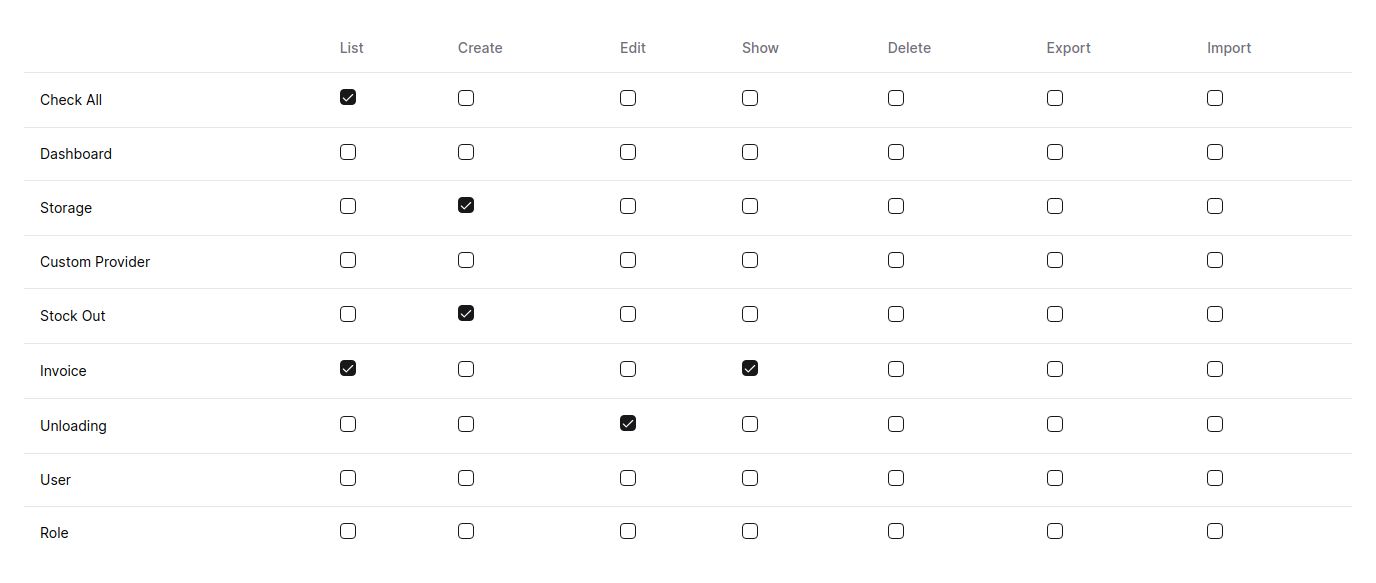 List Create Edit Show Delete Export Import
Check All
Dashboard
Storage
Custom Provider
Stock Out
Invoice
Unloading
User
Role